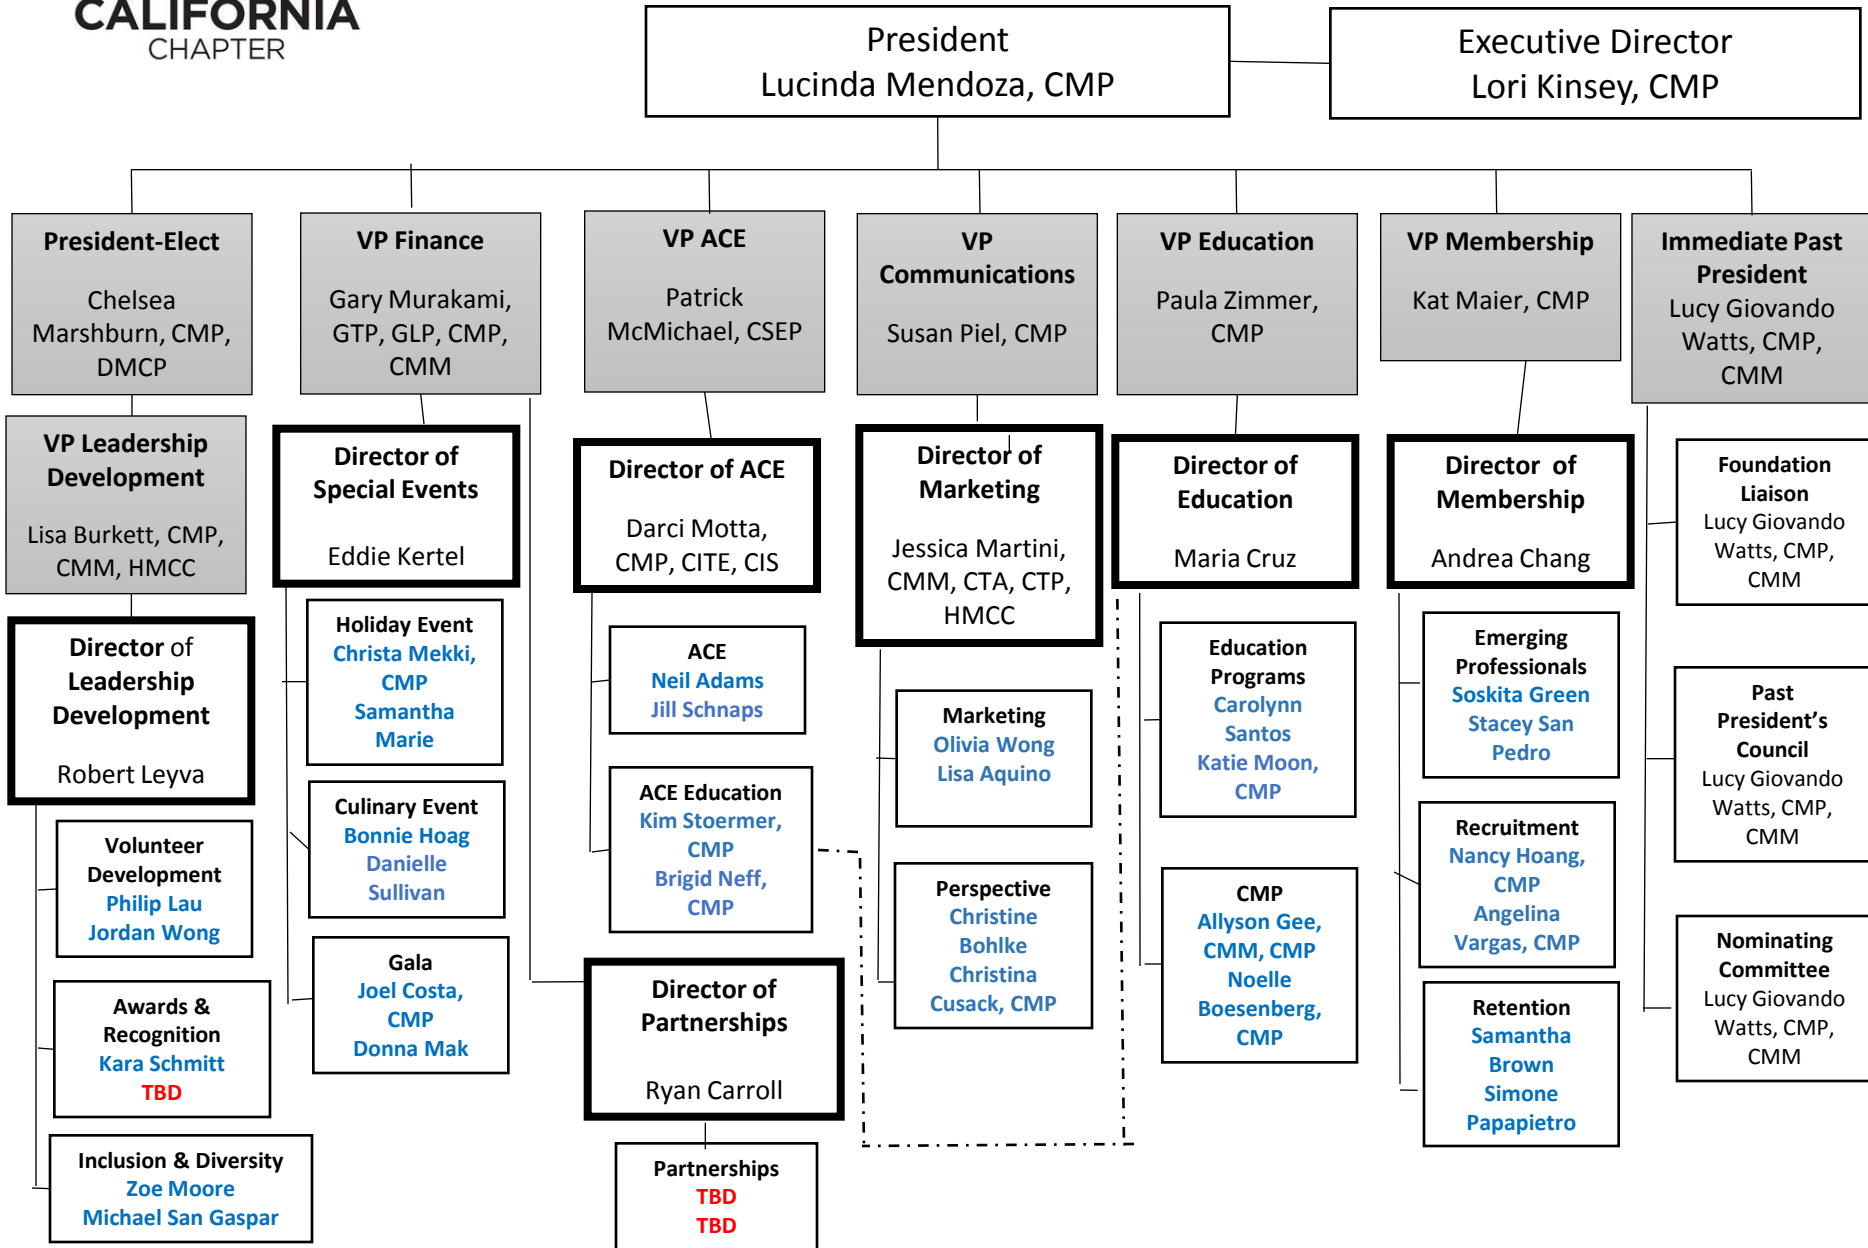 CALIFORNIA
CHAPTER
President
Lucinda Mendoza, CMP
Executive Director
Lori Kinsey, CMP
President-Elect
Chelsea
Marshburn, CMP,
DMCP
VP Finance
Gary Murakami,
GTP, GLP, CMP,
CMM
VP ACE
Patrick
McMichael, CSEP
VP
Communications
Susan Piel, CMP
VP Education
Paula Zimmer,
CMP
VP Membership
Kat Maier, CMP
Immediate Past
President
Lucy Giovando
Watts, CMP,
CMM
VP Leadership
Development
Lisa Burkett, CMP,
CMM, HMCC
Director of
Leadership
Development
Robert Leyva
Volunteer
Development
Philip Lau
Jordan Wong
Awards &
Recognition
Kara Schmitt
TBD
Inclusion & Diversity
Zoe Moore
Michael San Gaspar
Director of
Special Events
Eddie Kertel
Holiday Event
Christa Mekki,
CMP
Samantha
Marie
Culinary Event
Bonnie Hoag
Danielle
Sullivan
Gala
Joel Costa,
CMP
Donna Mak
Director of ACE
Darci Motta,
CMP, CITE, CIS
ACE
Neil Adams
Jill Schnaps
ACE Education
Kim Stoermer,
CMP
Brigid Neff,
CMP
Director of
Partnerships
Ryan Carroll
Partnerships
TBD
TBD
Director of
Marketing
Jessica Martini,
CMM, CTA, CTP,
HMCC
Marketing
Olivia Wong
Lisa Aquino
Perspective
Christine
Bohlke
Christina
Cusack, CMP
Director of
Education
Maria Cruz
Education
Programs
Carolynn
Santos
Katie Moon,
CMP
CMP
Allyson Gee,
CMM, CMP
Noelle
Boesenberg,
CMP
Director of
Membership
Andrea Chang
Emerging
Professionals
Soskita Green
Stacey San
Pedro
Recruitment
Nancy Hoang,
CMP
Angelina
Vargas, CMP
Retention
Samantha
Brown
Simone
Papapietro
Foundation
Liaison
Lucy Giovando
Watts, CMP,
CMM
Past
President’s
Council
Lucy Giovando
Watts, CMP,
CMM
Nominating
Committee
Lucy Giovando
Watts, CMP,
CMM